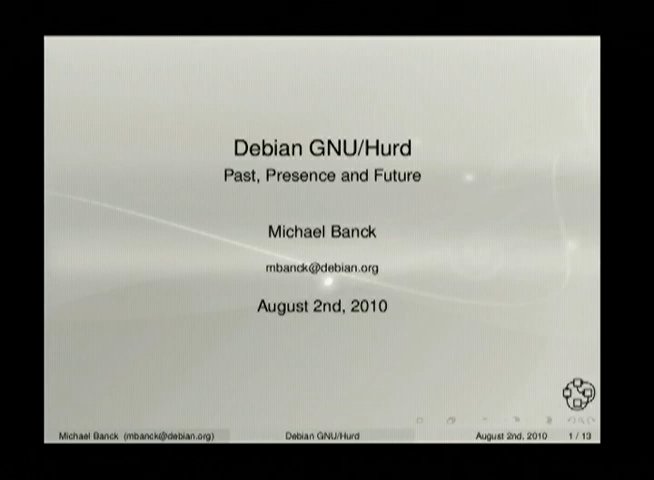 Debian GNU/Hurd
Past, Presence and Future
Michael Banck
mbanck@debian.org
August 2nd, 2010
Michael Banck (mbanck@debian.org) Debian GNU/Hurd August 2nd, 2010 1 / 13